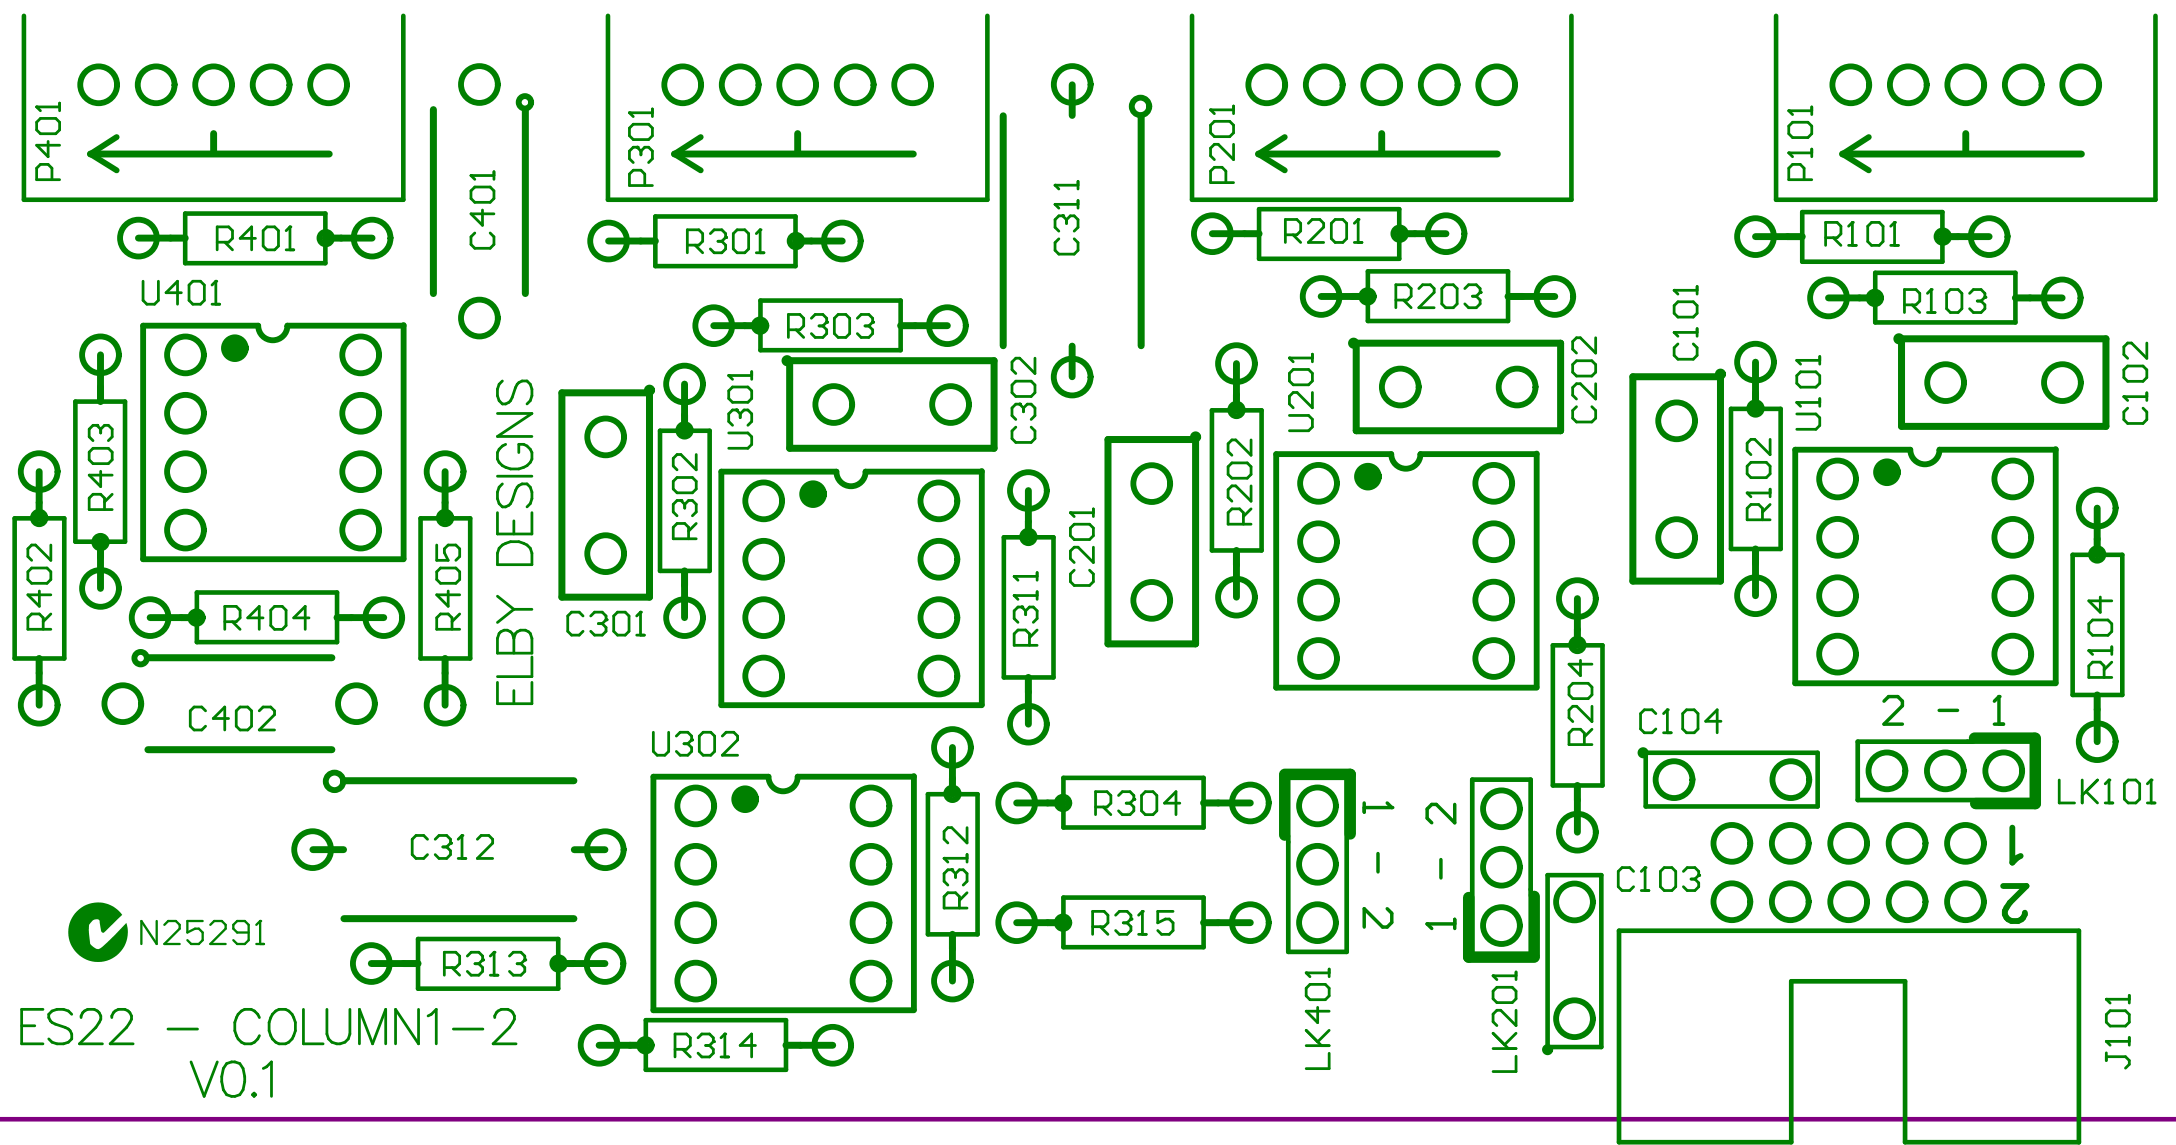 P401
P301
P201
P101
C401
C311
R401
R301
R201
R101
U401
R303
R203
R103
C101
R403
R402
R405
ELBY DESIGNS
U301
C302
R302
U201
C202
R202
U101
C102
R102
R404
C301
R311
C201
R204
R104
C402
U302
C104
2 - 1
LK101
C312
R312
R304
1 - 2
2 - 1
R315
C103
1
2
N25291
R313
LK401
LK201
J101
R314
ES22 - COLUMN1-2
V0.1